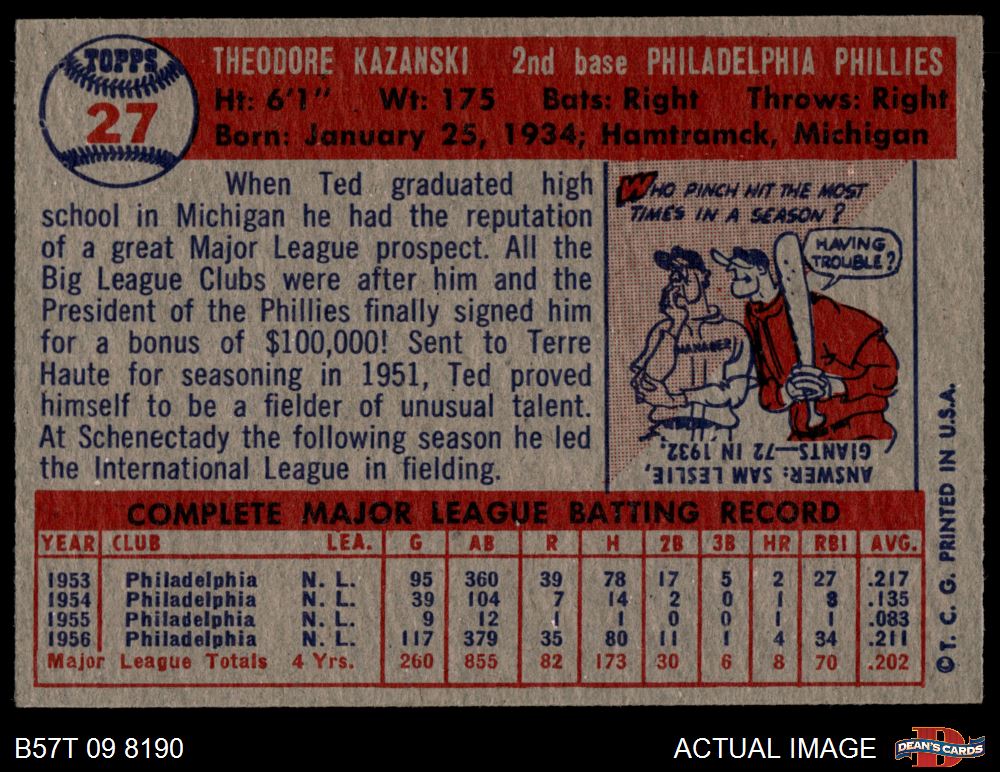 TOPPS
27
THEODORE KAZANSKI 2nd base PHILADELPHIA PHILLIES
Ht: 6'1" Wt: 175 Bats: Right Throws: Right
Born: January 25, 1934; Hamtramck, Michigan
When Ted graduated high
school in Michigan he had the reputation
of a great Major League prospect. All the
Big League Clubs were after him and the
President of the Phillies finally signed him
for a bonus of $100,000! Sent to Terre
Haute for seasoning in 1951, Ted proved
himself to be a fielder of unusual talent.
At Schenectady the following season he led
the International League in fielding.
WHO PINCH HIT THE MOST
TIMES IN A SEASON?
HAVING
TROUBLE?
MANAGER
ANSWER: SAM LESLIE,
GIANTS—72 IN 1932.
COMPLETE MAJOR LEAGUE BATTING RECORD
YEAR CLUB LEA. G AB R H 2B 3B HR RBI AVG.
1953 Philadelphia N. L. 95 360 39 78 17 5 2 27 .217
1954 Philadelphia N. L. 39 104 7 14 2 0 1 8 .135
1955 Philadelphia N. L. 9 12 1 1 0 0 1 1 .083
1956 Philadelphia N. L. 117 379 35 80 11 1 4 34 .211
Major League Totals 4 Yrs. 260 855 82 173 30 6 8 70 .202
©T. C. G. PRINTED IN U.S.A.
B57T 09 8190
ACTUAL IMAGE
DEAN'S CARDS